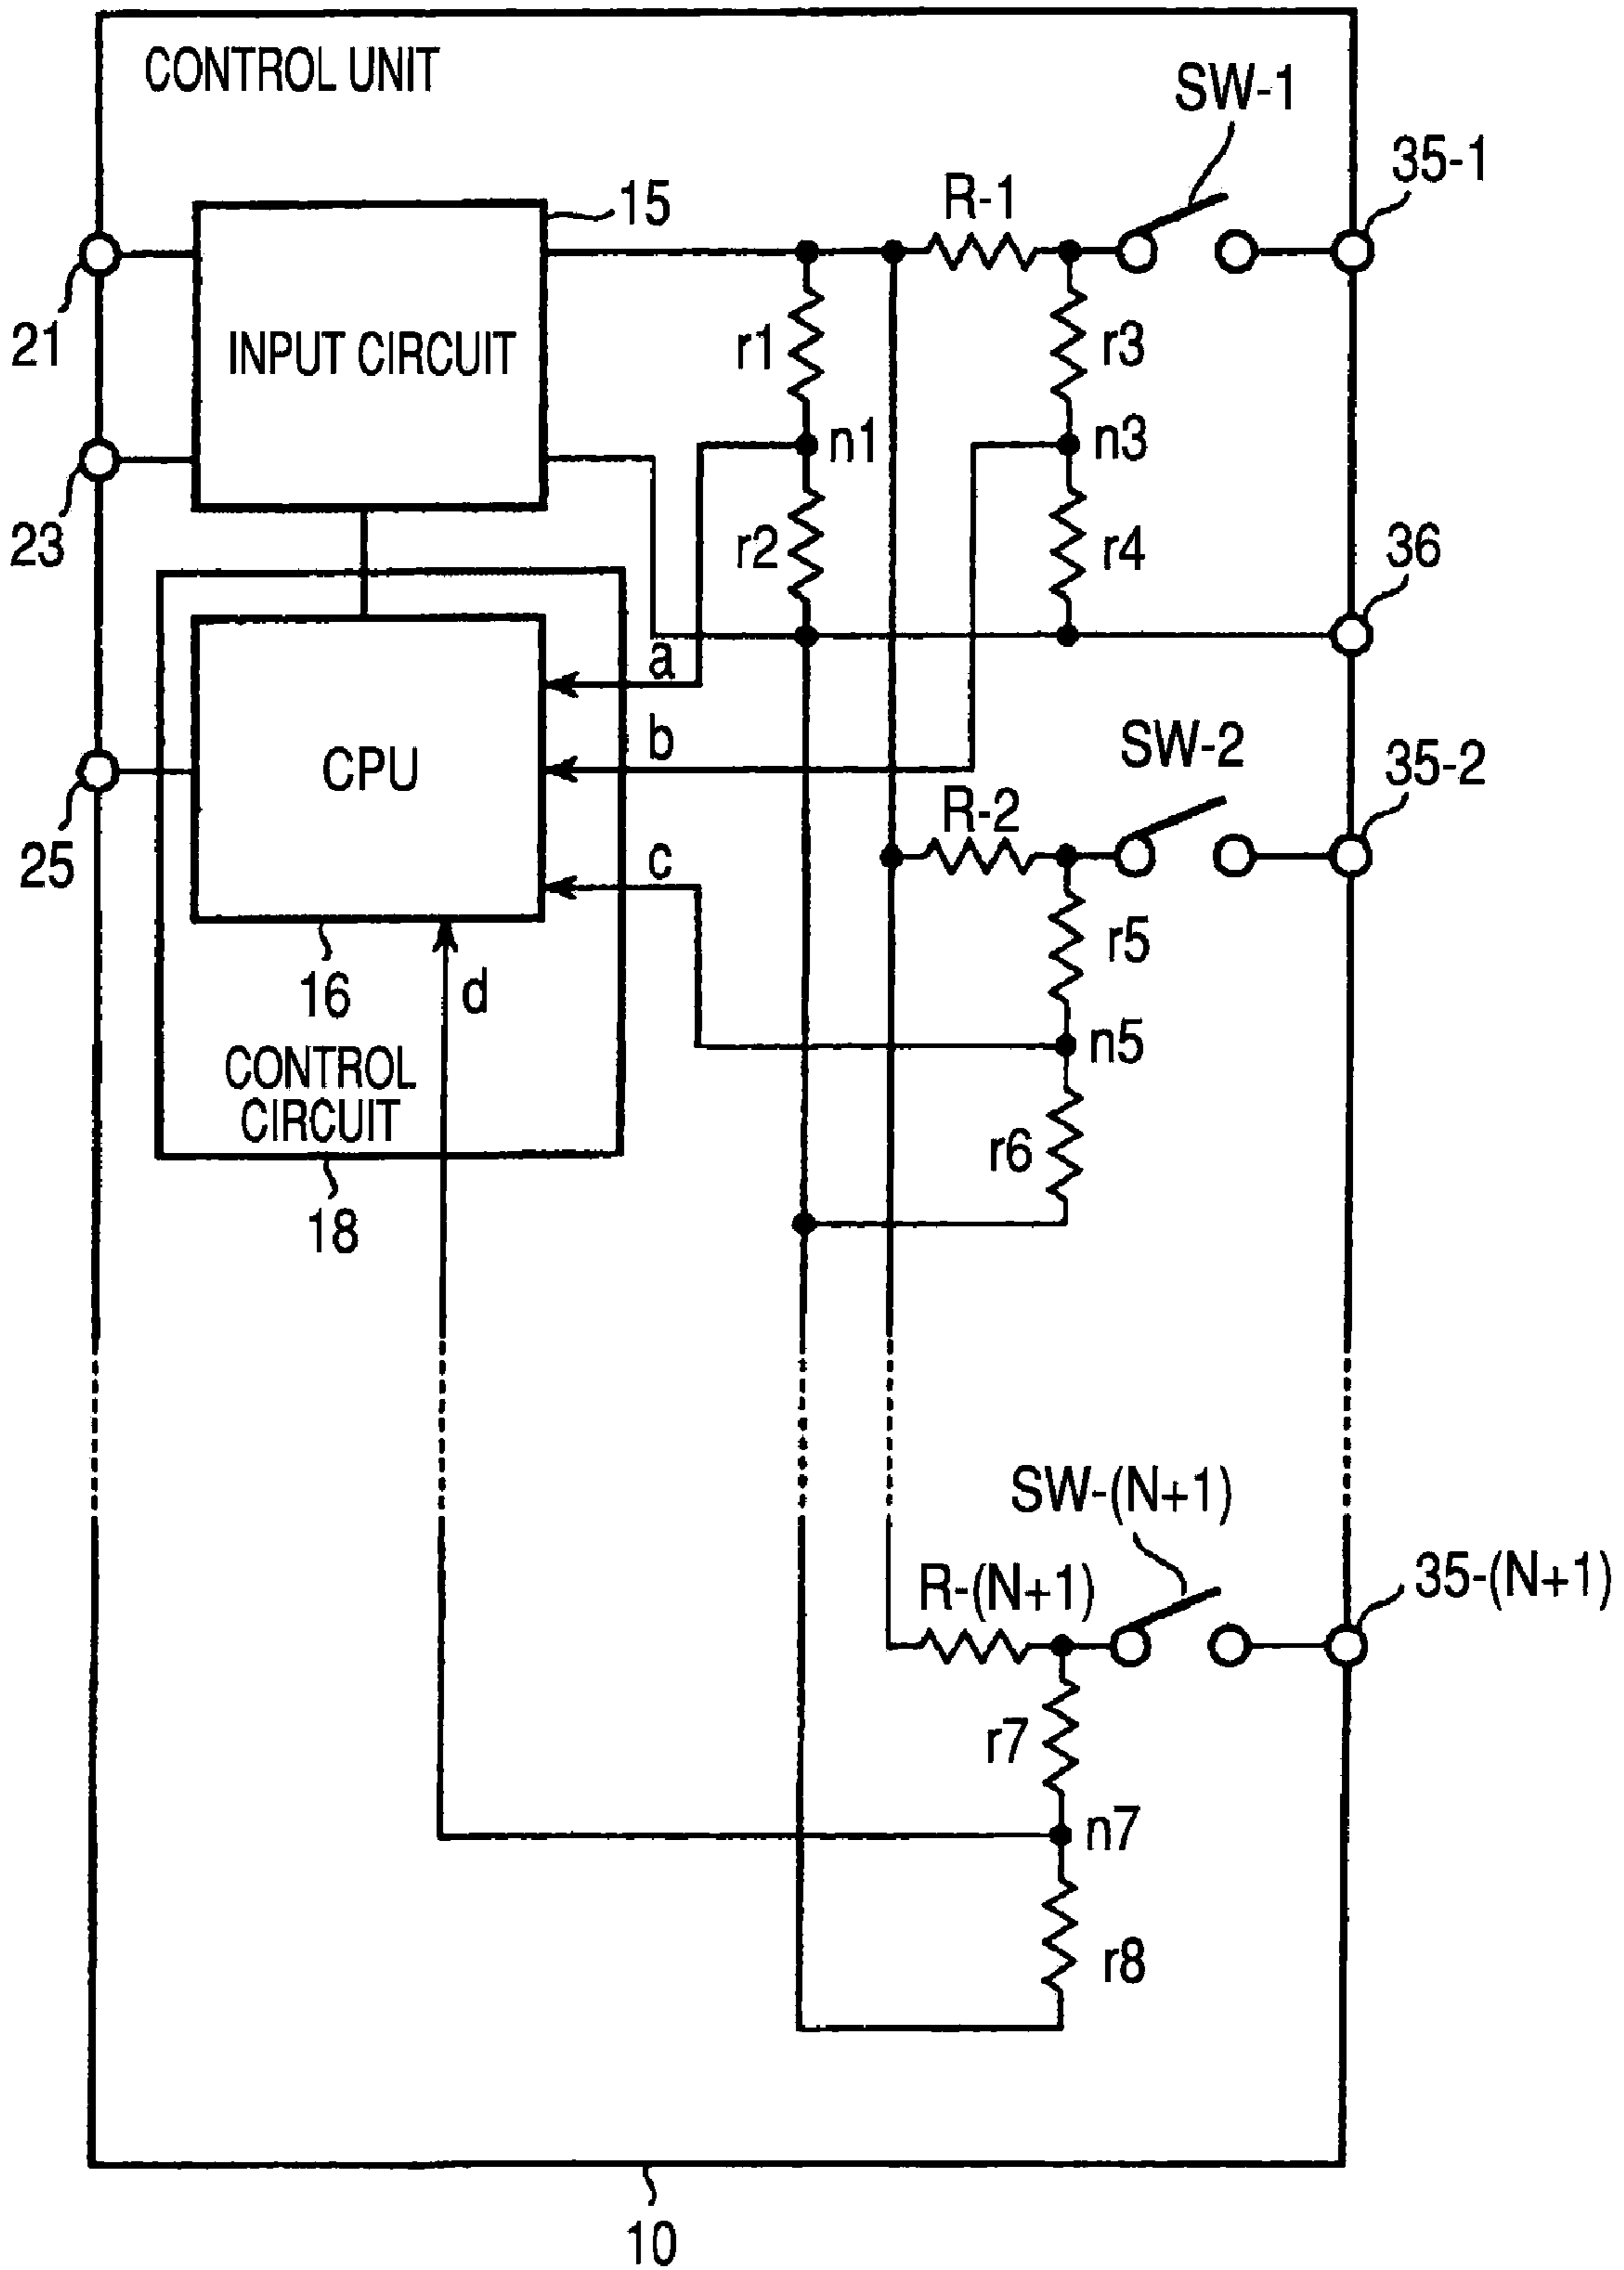 CONTROL UNIT
SW-1
35-1
15
R-1
21
INPUT CIRCUIT
r1
r3
n1
n3
23
r2
r4
36
a
b
SW-2
35-2
CPU
R-2
25
c
r5
16
d
n5
CONTROL
CIRCUIT
r6
18
SW-(N+1)
R-(N+1)
35-(N+1)
r7
n7
r8
10